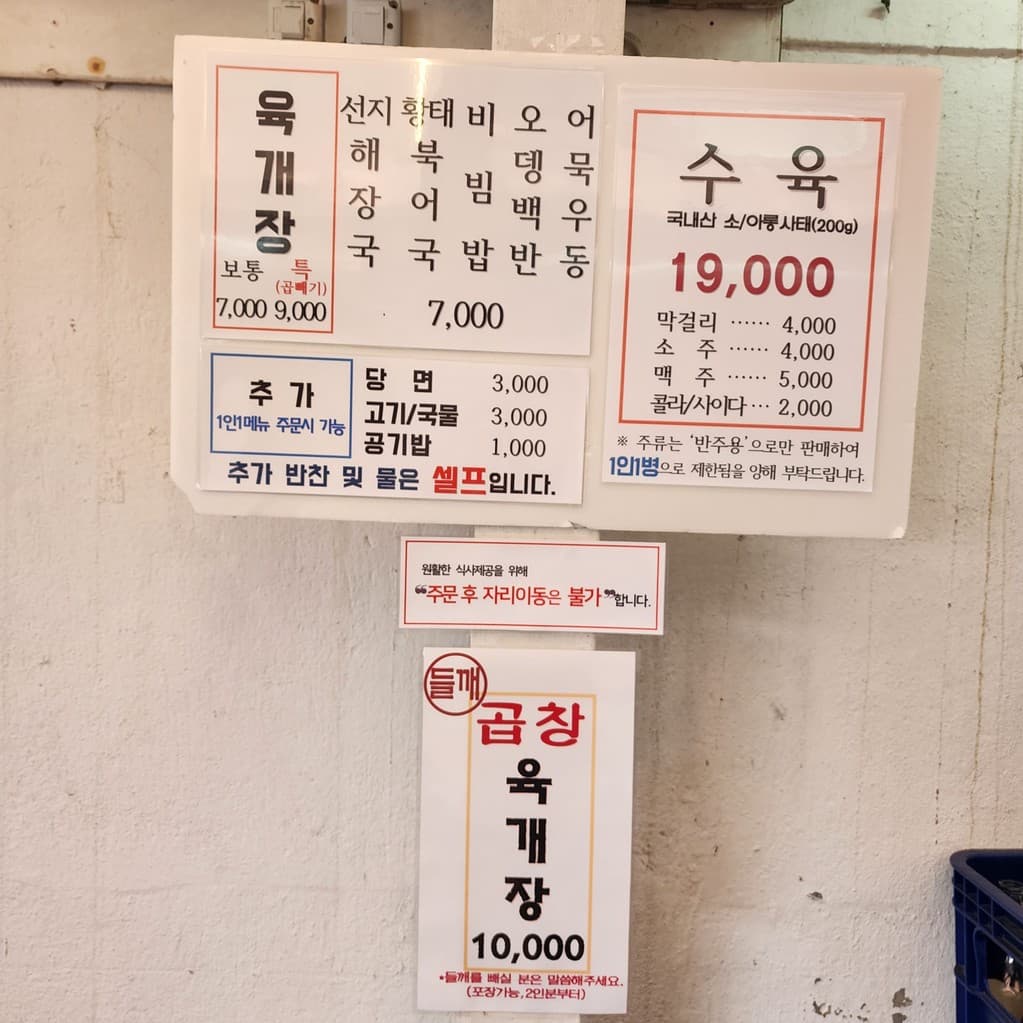 육개장
보통 특
(곱빼기)
7,000 9,000
선지해장국
황태북어국
비빔밥
오뎅백반
어묵우동
7,000
추가
1인1메뉴 주문시 가능
당면 3,000
고기/국물 3,000
공기밥 1,000
추가 반찬 및 물은 셀프입니다.
수육
국내산 소/아롱사태(200g)
19,000
막걸리 ······ 4,000
소주 ······ 4,000
맥주 ······ 5,000
콜라/사이다 ··· 2,000
※ 주류는 '반주용'으로만 판매하여
1인1병으로 제한됨을 양해 부탁드립니다.
원활한 식사제공을 위해
“주문 후 자리이동은 불가”합니다.
들깨
곱창
육개장
10,000
*들깨를 빼실 분은 말씀해주세요.
(포장가능,2인분부터)